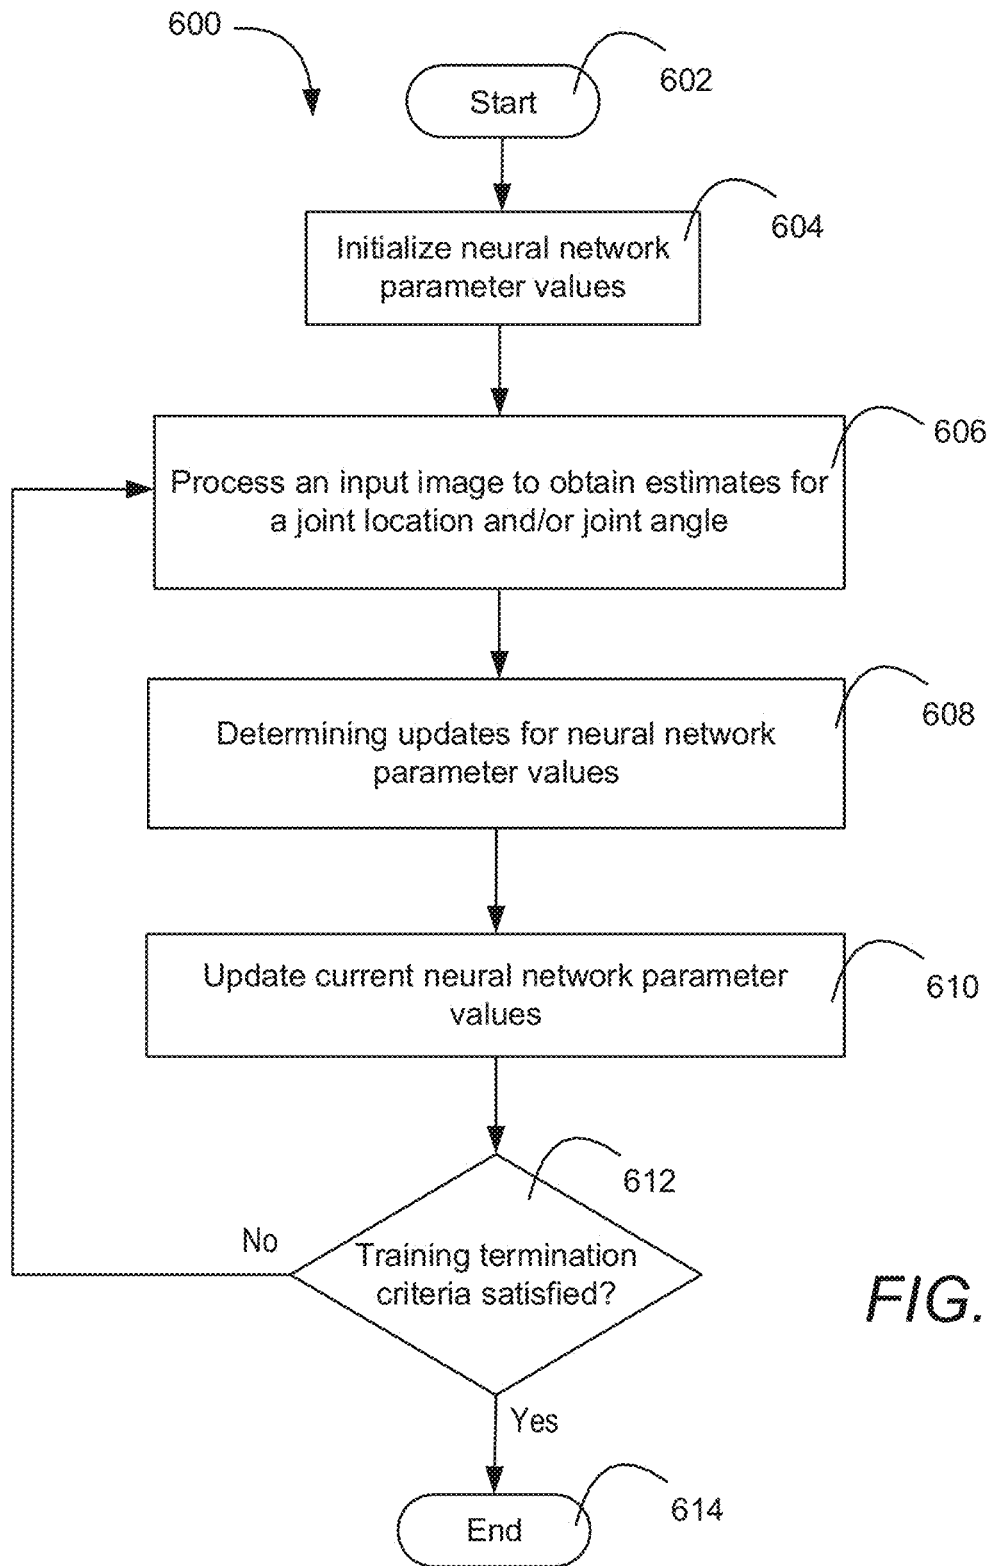 600
602
Start
604
Initialize neural network
parameter values
606
Process an input image to obtain estimates for
a joint location and/or joint angle
608
Determining updates for neural network
parameter values
610
Update current neural network parameter
values
612
Training termination
criteria satisfied?
No
FIG.
Yes
614
End